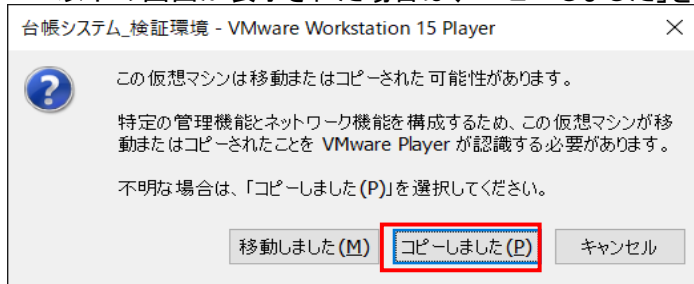 台帳システム_検証環境 - VMware Workstation 15 Player
この仮想マシンは移動またはコピーされた可能性があります。
特定の管理機能とネットワーク機能を構成するため、この仮想マシンが移
動またはコピーされたことを VMware Player が認識する必要があります。
不明な場合は、「コピーしました(P)」を選択してください。
移動しました(M) コピーしました(P) キャンセル